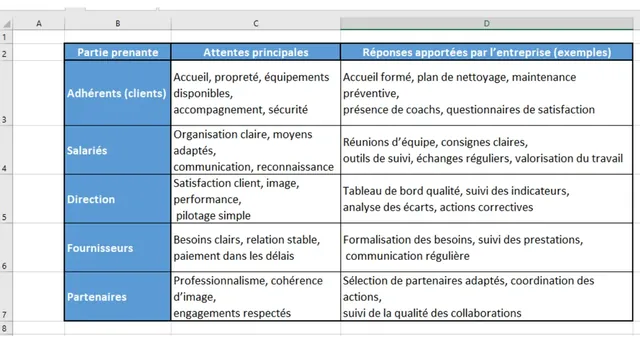 A B C D
1
2 Partie prenante Attentes principales Réponses apportées par l'entreprise (exemples)
3 Adhérents (clients)
Accueil, propreté, équipements
disponibles,
accompagnement, sécurité
Accueil formé, plan de nettoyage, maintenance
préventive,
présence de coachs, questionnaires de satisfaction
4 Salariés
Organisation claire, moyens
adaptés,
communication, reconnaissance
Réunions d'équipe, consignes claires,
outils de suivi, échanges réguliers, valorisation du travail
5 Direction
Satisfaction client, image,
performance,
pilotage simple
Tableau de bord qualité, suivi des indicateurs,
analyse des écarts, actions correctives
6 Fournisseurs
Besoins clairs, relation stable,
paiement dans les délais
Formalisation des besoins, suivi des prestations,
communication régulière
7 Partenaires
Professionnalisme, cohérence
d'image,
engagements respectés
Sélection de partenaires adaptés, coordination des
actions,
suivi de la qualité des collaborations
8